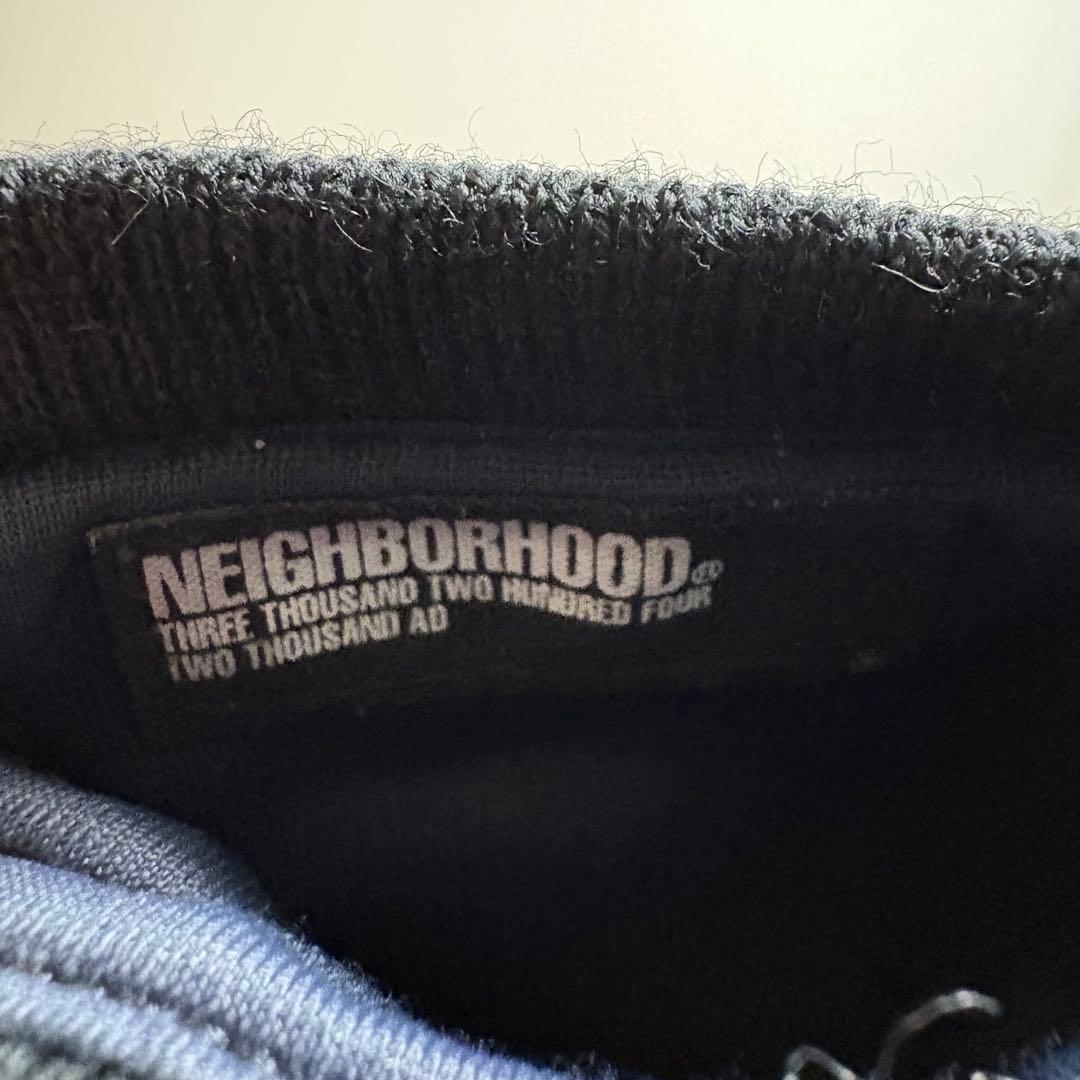 NEIGHBORHOOD®
THREE THOUSAND TWO HUNDRED FOUR
TWO THOUSAND AD